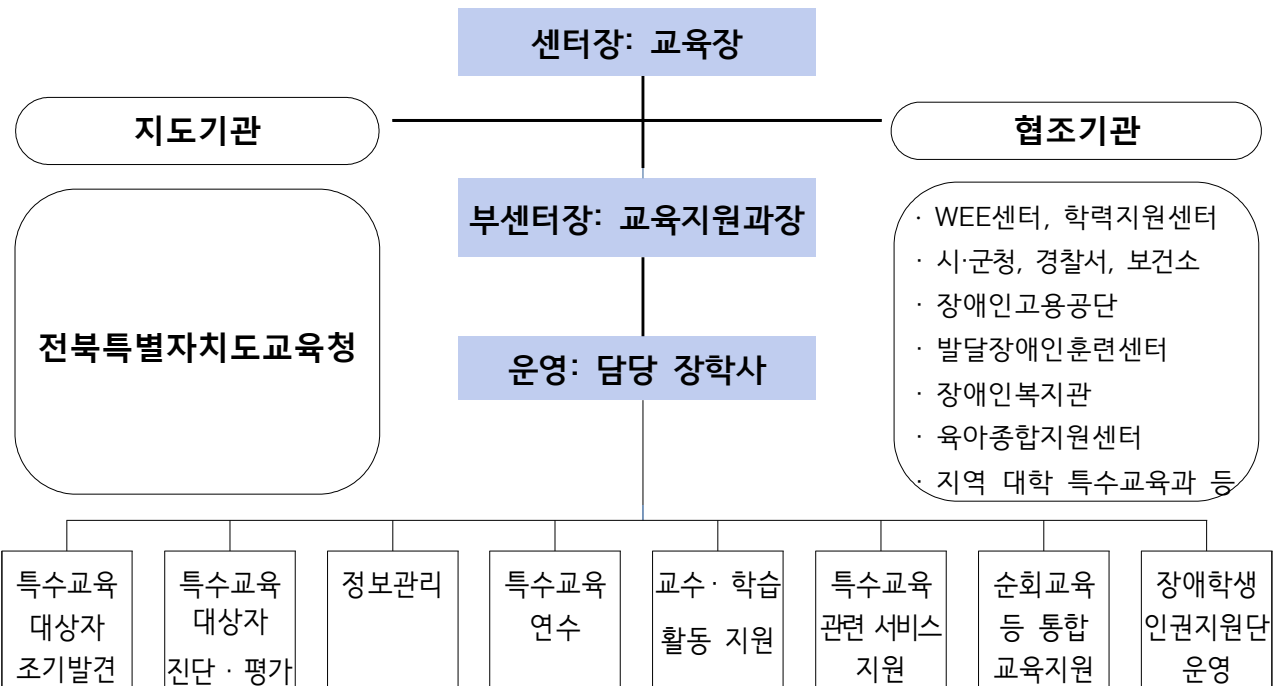 센터장: 교육장
지도기관
협조기관
부센터장: 교육지원과장
전북특별자치도교육청
· WEE센터, 학력지원센터
· 시·군청, 경찰서, 보건소
· 장애인고용공단
· 발달장애인훈련센터
· 장애인복지관
· 육아종합지원센터
· 지역 대학 특수교육과 등
운영: 담당 장학사
특수교육
대상자
조기발견
특수교육
대상자
진단 · 평가
정보관리
특수교육
연수
교수· 학습
활동 지원
특수교육
관련 서비스
지원
순회교육
등 통합
교육지원
장애학생
인권지원단
운영